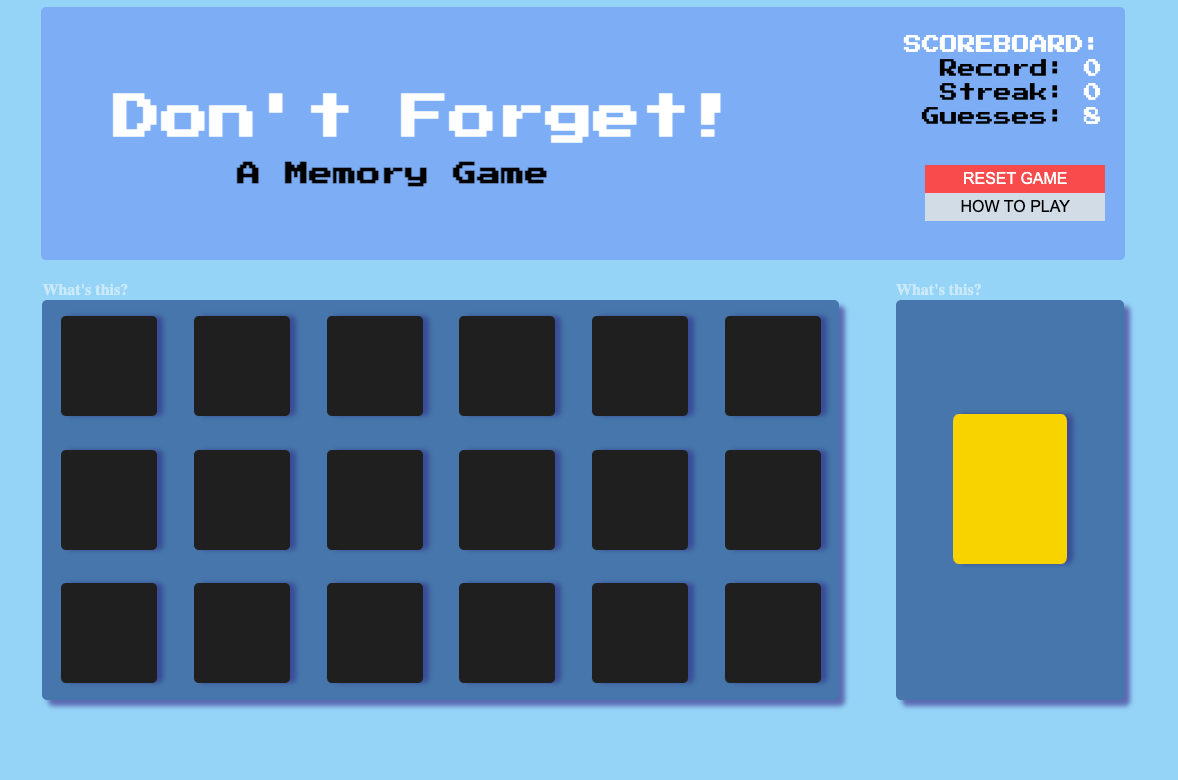 Don't Forget!
A Memory Game
SCOREBOARD:
Record: 0
Streak: 0
Guesses: 8
RESET GAME
HOW TO PLAY
What's this?
What's this?